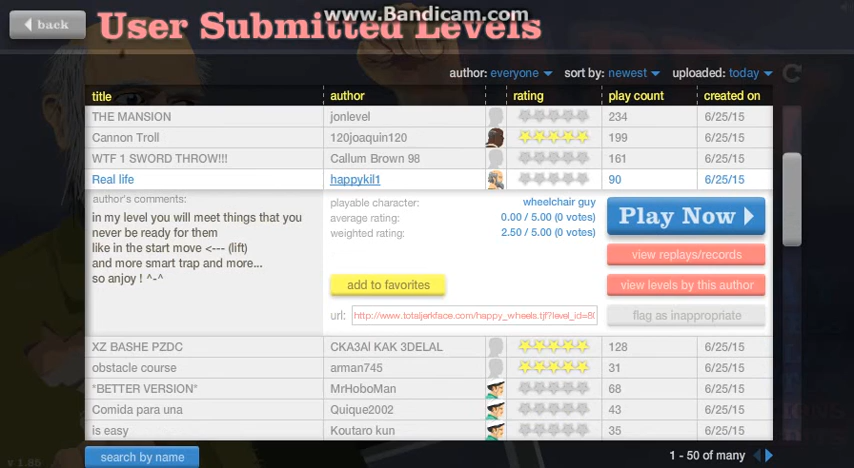 www.Bandicam.com
back
User Submitted Levels
author: everyone sort by: newest uploaded: today
title author rating play count created on
THE MANSION jonlevel 234 6/25/15
Cannon Troll 120joaquin120 199 6/25/15
WTF 1 SWORD THROW!!! Callum Brown 98 161 6/25/15
Real life happykil1 90 6/25/15
author's comments:
in my level you will meet things that you
never be ready for them
like in the start move <--- (lift)
and more smart trap and more...
so anjoy ! ^-^
playable character: wheelchair guy
average rating: 0.00 / 5.00 (0 votes)
weighted rating: 2.50 / 5.00 (0 votes)
add to favorites
url: http://www.totaljerkface.com/happy_wheels.tjf?level_id=80
Play Now
view replays/records
view levels by this author
flag as inappropriate
XZ BASHE PZDC CKA3AI KAK 3DELAL 128 6/25/15
obstacle course arman745 31 6/25/15
*BETTER VERSION* MrHoboMan 68 6/25/15
Comida para una Quique2002 43 6/25/15
is easy Koutaro kun 35 6/25/15
search by name
1 - 50 of many